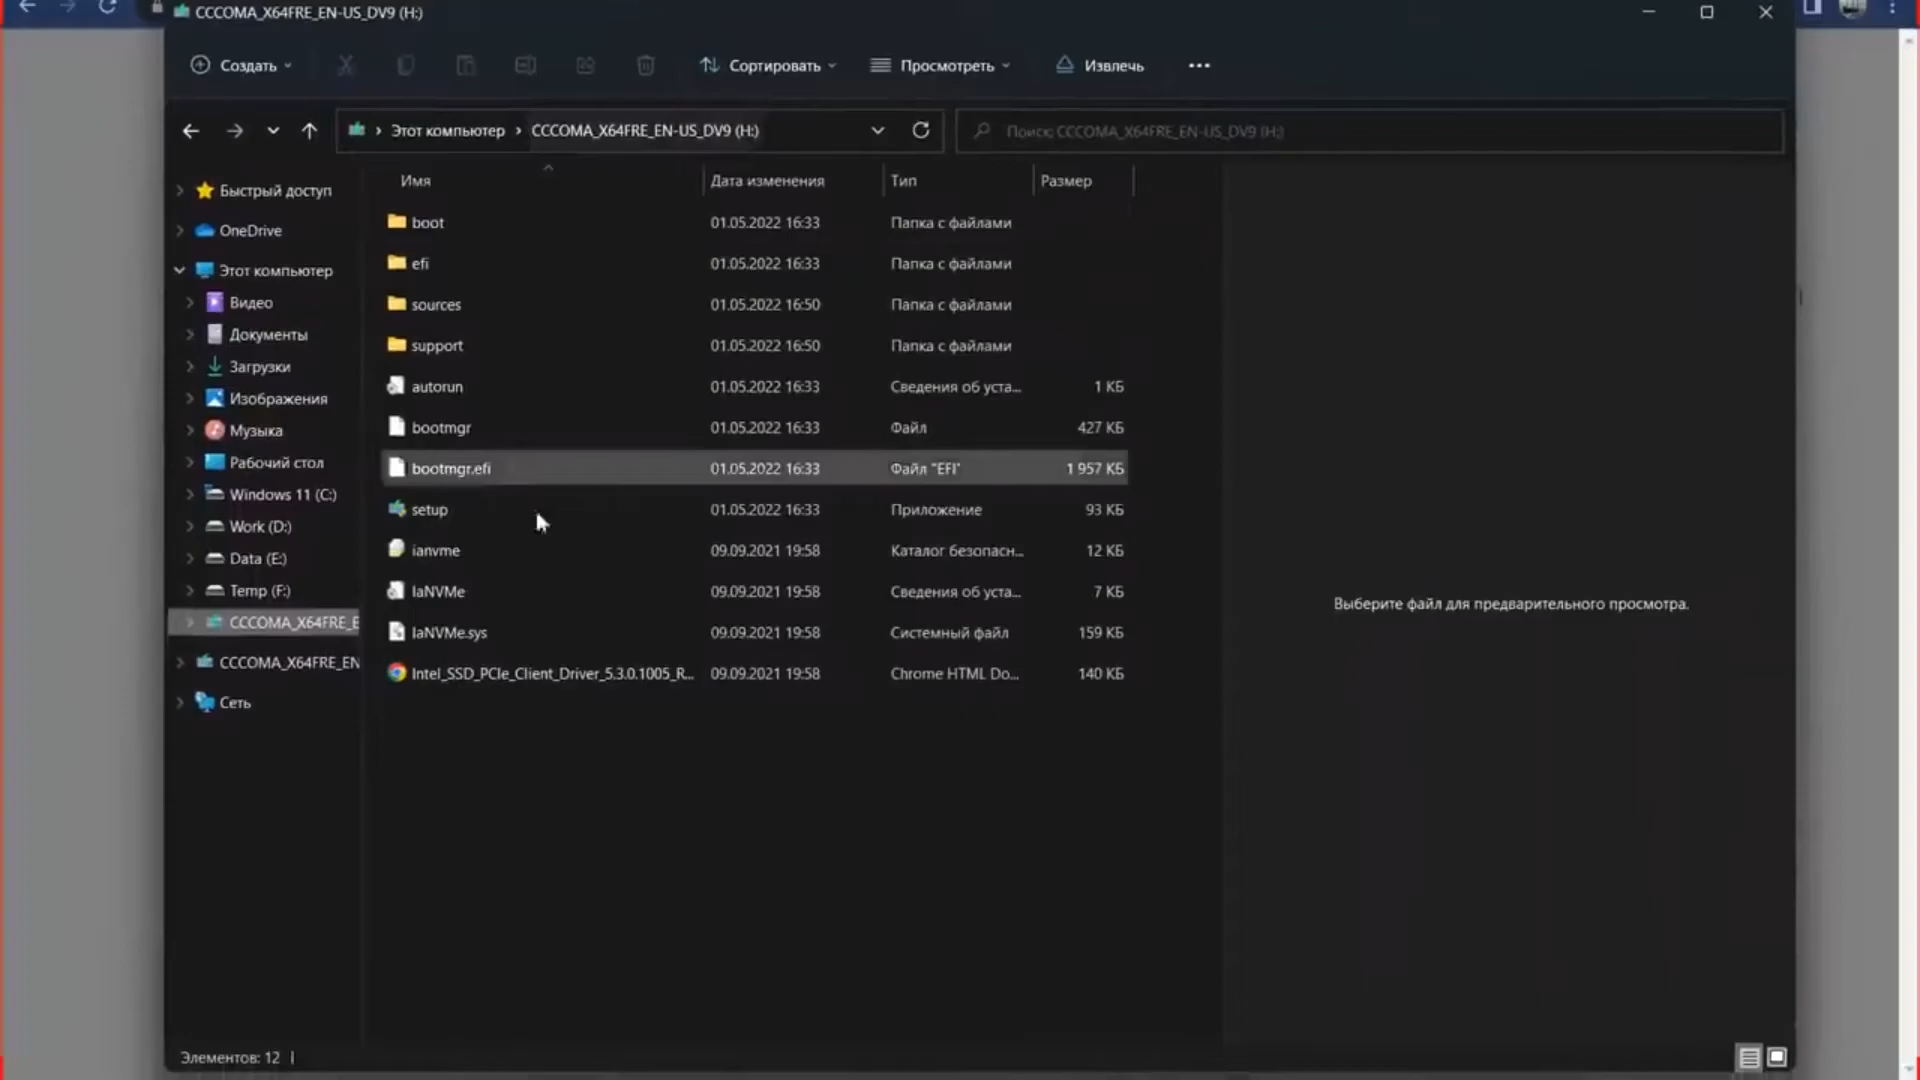 CCCOMA_X64FRE_EN-US_DV9 (H:)
Создать
Сортировать
Просмотреть
Извлечь
Этот компьютер
CCCOMA_X64FRE_EN-US_DV9 (H:)
Поиск: CCCOMA_X64FRE_EN-US_DV9 (H:)
Быстрый доступ
OneDrive
Этот компьютер
Видео
Документы
Загрузки
Изображения
Музыка
Рабочий стол
Windows 11 (C:)
Work (D:)
Data (E:)
Temp (F:)
CCCOMA_X64FRE_E
CCCOMA_X64FRE_EN
Сеть
Имя Дата изменения Тип Размер
boot 01.05.2022 16:33 Папка с файлами
efi 01.05.2022 16:33 Папка с файлами
sources 01.05.2022 16:50 Папка с файлами
support 01.05.2022 16:50 Папка с файлами
autorun 01.05.2022 16:33 Сведения об уста... 1 КБ
bootmgr 01.05.2022 16:33 Файл 427 КБ
bootmgr.efi 01.05.2022 16:33 Файл "EFI" 1 957 КБ
setup 01.05.2022 16:33 Приложение 93 КБ
ianvme 09.09.2021 19:58 Каталог безопасн... 12 КБ
IaNVMe 09.09.2021 19:58 Сведения об уста... 7 КБ
IaNVMe.sys 09.09.2021 19:58 Системный файл 159 КБ
Intel_SSD_PCIe_Client_Driver_5.3.0.1005_R... 09.09.2021 19:58 Chrome HTML Do... 140 КБ
Выберите файл для предварительного просмотра.
Элементов: 12